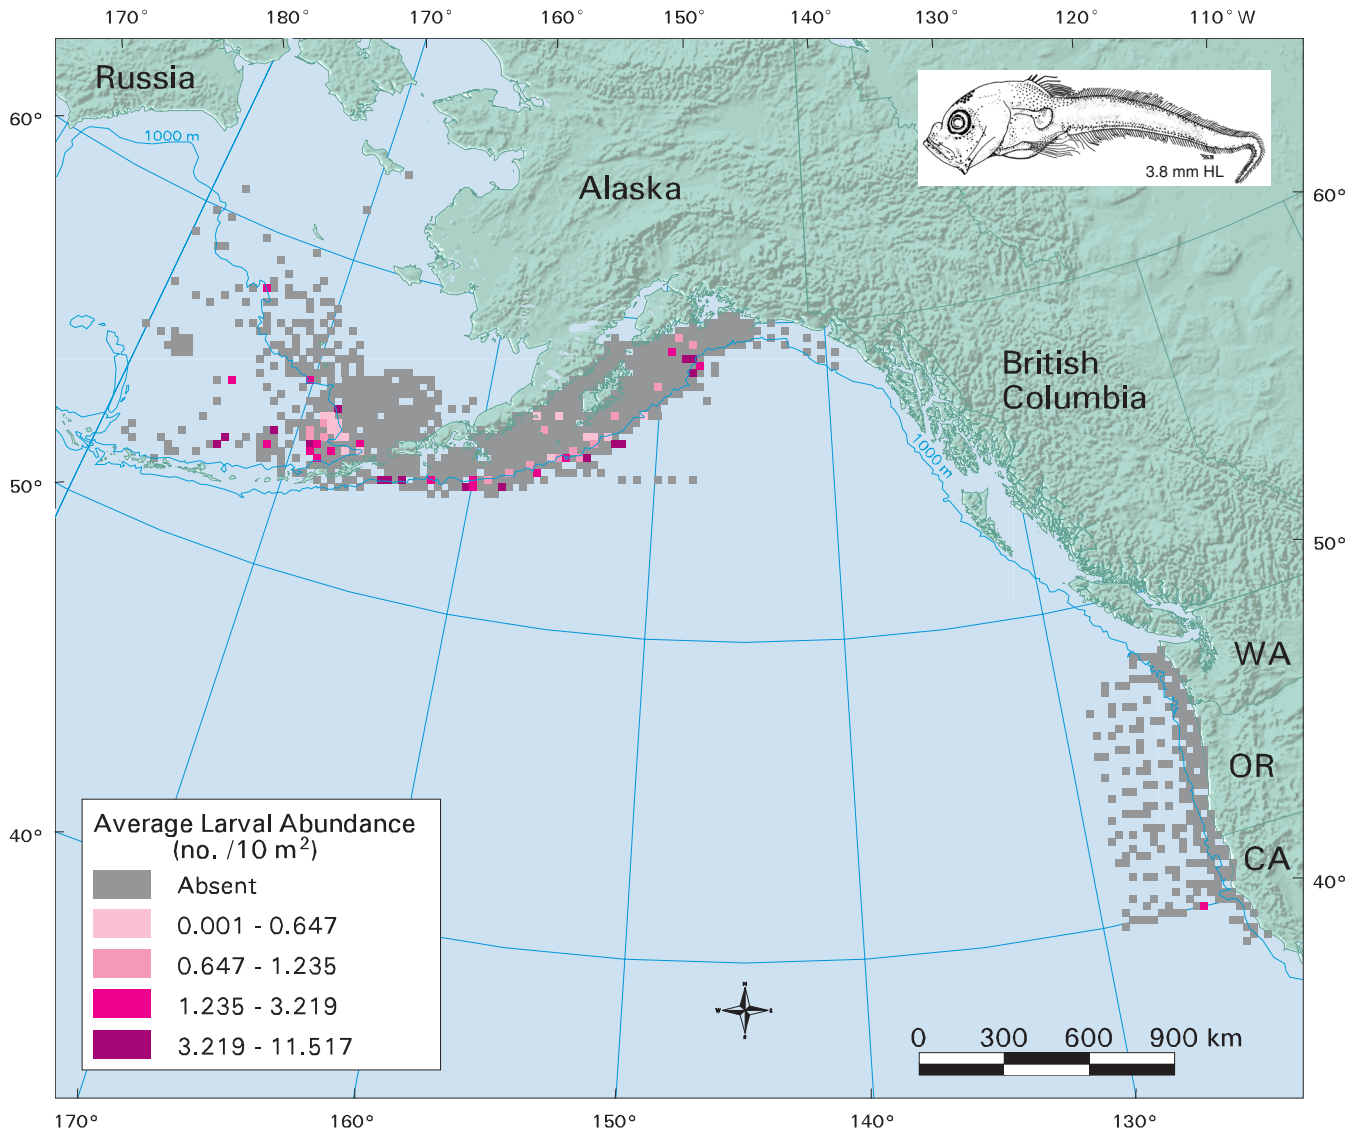 170° 180° 170° 160° 150° 140° 130° 120° 110° W
Russia
60°
1000 m
3.8 mm HL
Alaska
60°
British
Columbia
1000 m
50°
50°
WA
OR
CA
40°
40°
Average Larval Abundance
(no. /10 m²)
Absent
0.001 - 0.647
0.647 - 1.235
1.235 - 3.219
3.219 - 11.517
N
W
S
0 300 600 900 km
170° 160° 150° 140° 130°